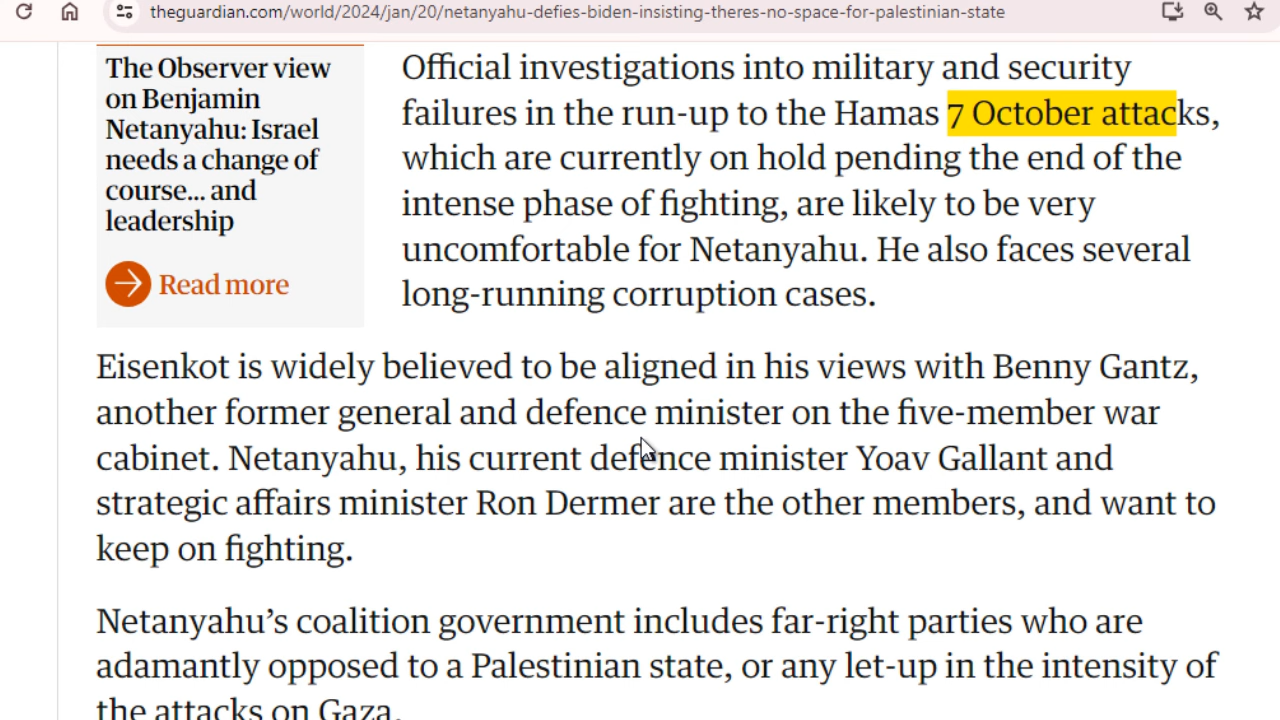 theguardian.com/world/2024/jan/20/netanyahu-defies-biden-insisting-theres-no-space-for-palestinian-state
The Observer view
on Benjamin
Netanyahu: Israel
needs a change of
course... and
leadership
Read more
Official investigations into military and security
failures in the run-up to the Hamas 7 October attacks,
which are currently on hold pending the end of the
intense phase of fighting, are likely to be very
uncomfortable for Netanyahu. He also faces several
long-running corruption cases.
Eisenkot is widely believed to be aligned in his views with Benny Gantz,
another former general and defence minister on the five-member war
cabinet. Netanyahu, his current defence minister Yoav Gallant and
strategic affairs minister Ron Dermer are the other members, and want to
keep on fighting.
Netanyahu’s coalition government includes far-right parties who are
adamantly opposed to a Palestinian state, or any let-up in the intensity of
the attacks on Gaza.